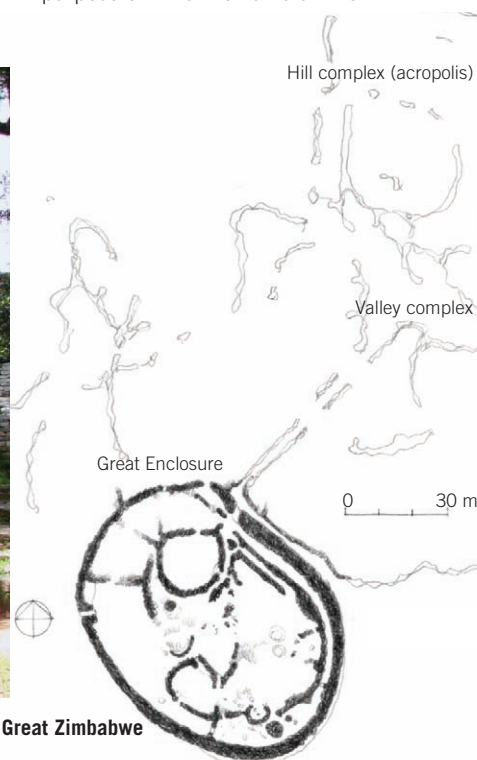 Hill complex (acropolis)
Valley complex
Great Enclosure
0 30 m
Great Zimbabwe